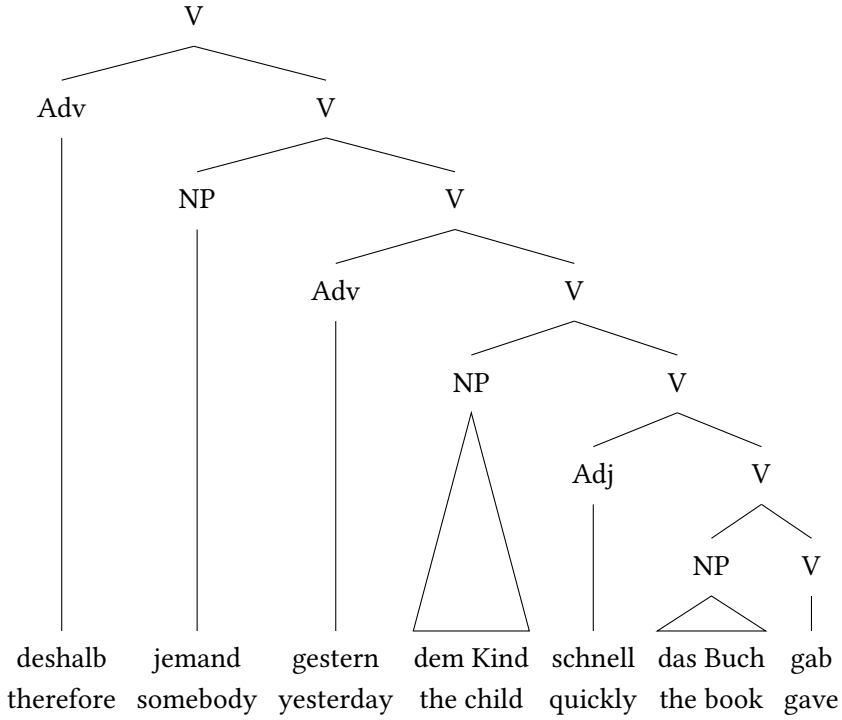 V
Adv V
NP V
Adv V
NP V
Adj V
NP V
deshalb jemand gestern dem Kind schnell das Buch gab
therefore somebody yesterday the child quickly the book gave